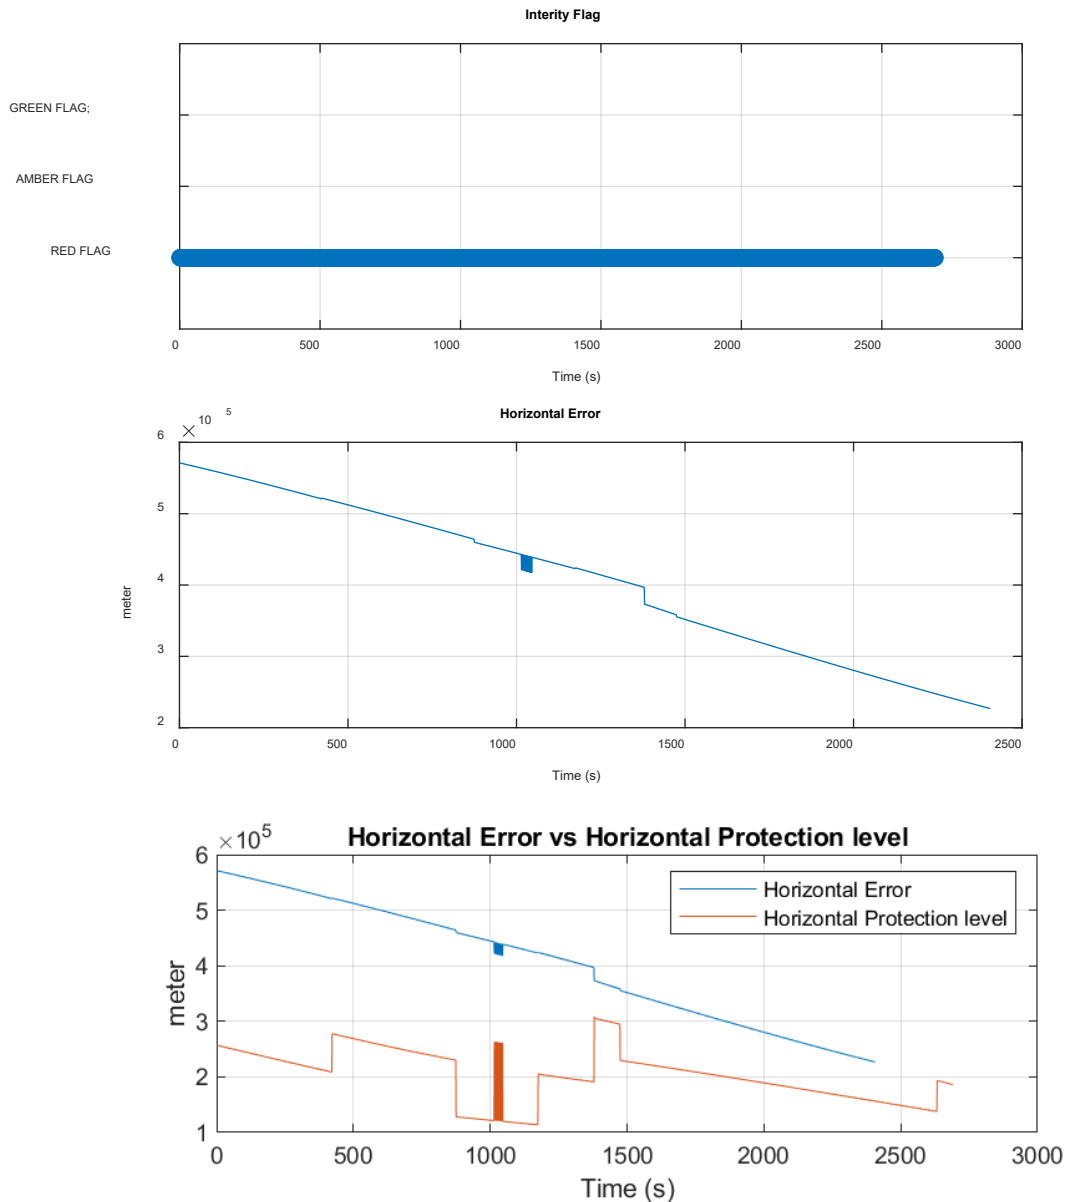 Interity Flag
GREEN FLAG;
AMBER FLAG
RED FLAG
0 500 1000 1500 2000 2500 3000
Time (s)
Horizontal Error
× 10 5
6
5
4
3
2
meter
0 500 1000 1500 2000 2500
Time (s)
Horizontal Error vs Horizontal Protection level
×10^5
6
5
4
3
2
1
meter
Horizontal Error
Horizontal Protection level
0 500 1000 1500 2000 2500 3000
Time (s)